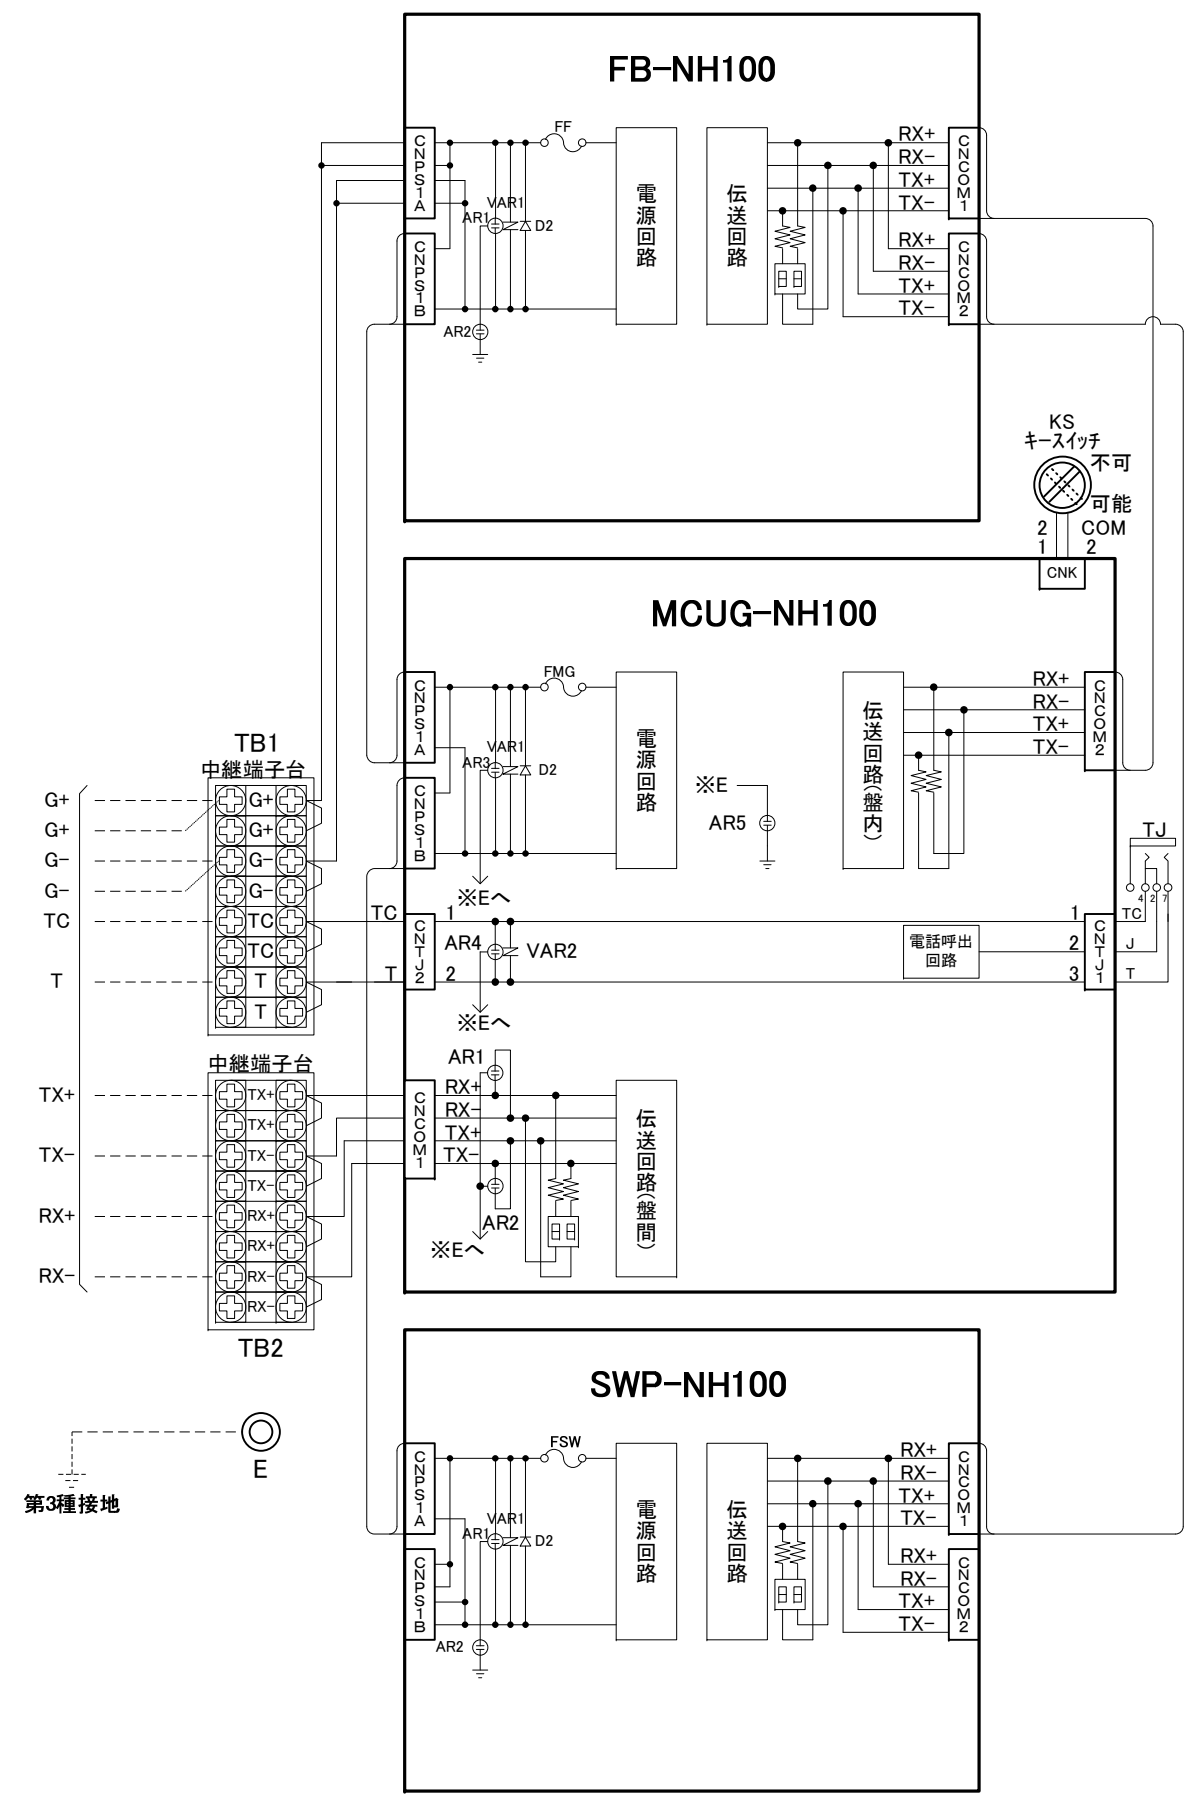 FB-NH100
CNPS1A
FF
VAR1
AR1
D2
電源回路
伝送回路
RX+
RX-
TX+
TX-
CNCOM1
CNPS1B
AR2
RX+
RX-
TX+
TX-
CNCOM2
KS
キースイッチ
不可
可能
2
COM
1
2
CNK
MCUG-NH100
CNPS1A
FMG
VAR1
AR3
D2
電源回路
※E
AR5
伝送回路(盤内)
RX+
RX-
TX+
TX-
CNCOM2
CNPS1B
※Eへ
TB1
中継端子台
G+
G+
G+
G+
G-
G-
G-
G-
TC
TC
TC
T
T
T
TC
T
CNTJ2
1
2
AR4
VAR2
※Eへ
電話呼出
回路
1
2
3
CNTJ1
TC
J
T
TJ
4
2
7
中継端子台
TX+
TX+
TX+
TX-
TX-
TX-
RX+
RX+
RX+
RX-
RX-
RX-
TB2
CNCOM1
AR1
RX+
RX-
TX+
TX-
AR2
※Eへ
伝送回路(盤間)
E
第3種接地
SWP-NH100
CNPS1A
FSW
VAR1
AR1
D2
電源回路
伝送回路
RX+
RX-
TX+
TX-
CNCOM1
CNPS1B
AR2
RX+
RX-
TX+
TX-
CNCOM2